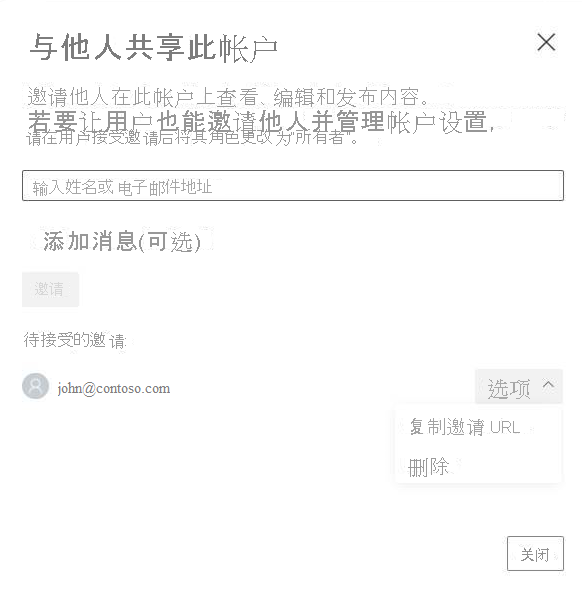 与他人共享此帐户
邀请他人在此帐户上查看、编辑和发布内容。
若要让用户也能邀请他人并管理帐户设置,
请在用户接受邀请后将其角色更改为“所有者”。
输入姓名或电子邮件地址
添加消息(可选)
邀请
待接受的邀请:
john@contoso.com
选项
复制邀请 URL
删除
关闭